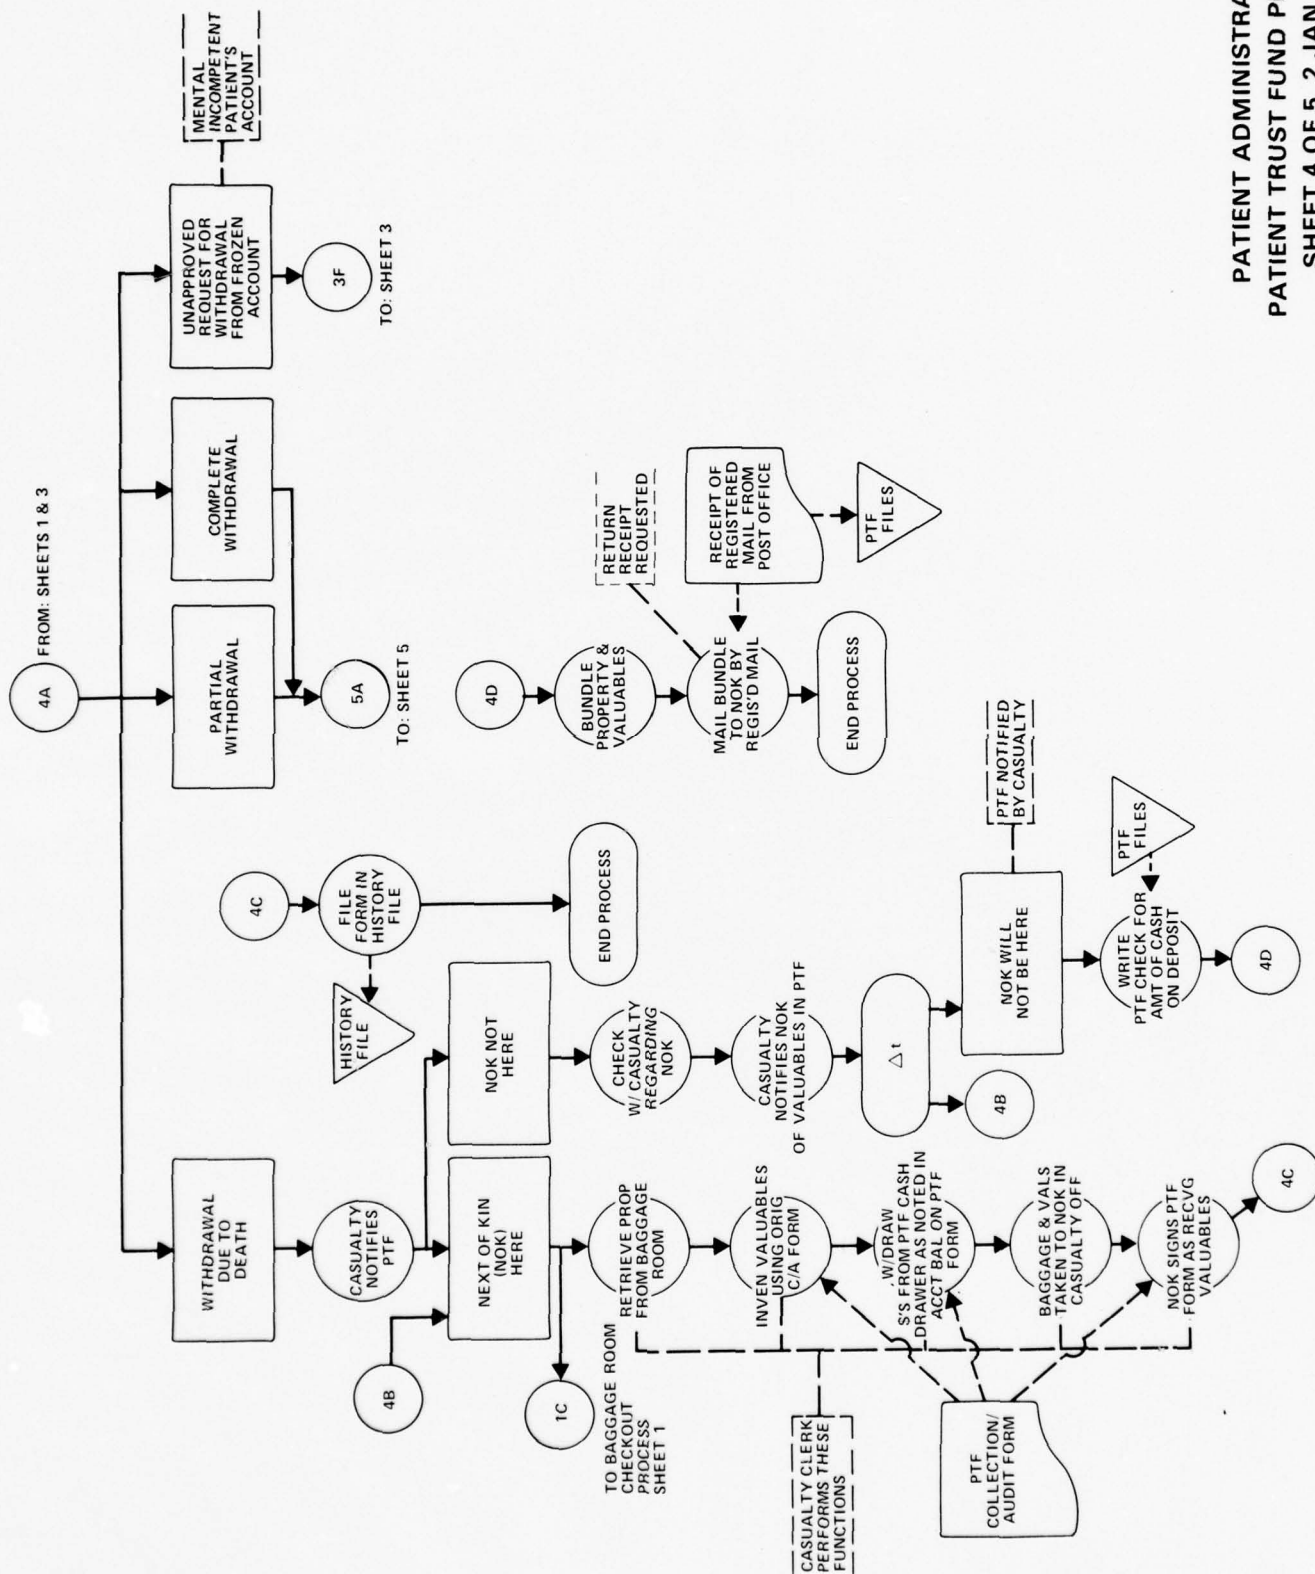 4A
FROM: SHEETS 1 & 3
WITHDRAWAL
DUE TO
DEATH
PARTIAL
WITHDRAWAL
COMPLETE
WITHDRAWAL
UNAPPROVED
REQUEST FOR
WITHDRAWAL
FROM FROZEN
ACCOUNT
MENTAL
INCOMPETENT
PATIENT'S
ACCOUNT
3F
TO: SHEET 3
5A
TO: SHEET 5
CASUALTY
NOTIFIES
PTF
4B
NEXT OF KIN
(NOK)
HERE
NOK NOT
HERE
1C
TO BAGGAGE ROOM
CHECKOUT
PROCESS
SHEET 1
RETRIEVE PROP
FROM BAGGAGE
ROOM
INVEN VALUABLES
USING ORIG
C/A FORM
W/DRAW
S'S FROM PTF CASH
DRAWER AS NOTED IN
ACCT BAL ON PTF
FORM
BAGGAGE & VALS
TAKEN TO NOK IN
CASUALTY OFF
NOK SIGNS PTF
FORM AS RECVG
VALUABLES
4C
CASUALTY CLERK
PERFORMS THESE
FUNCTIONS
PTF
COLLECTION/
AUDIT FORM
CHECK
W/ CASUALTY
REGARDING
NOK
CASUALTY
NOTIFIES NOK
OF VALUABLES IN PTF
△ t
4B
NOK WILL
NOT BE HERE
PTF NOTIFIED
BY CASUALTY
WRITE
PTF CHECK FOR
AMT OF CASH
ON DEPOSIT
PTF
FILES
4D
4C
FILE
FORM IN
HISTORY
FILE
HISTORY
FILE
END PROCESS
4D
BUNDLE
PROPERTY &
VALUABLES
MAIL BUNDLE
TO NOK BY
REGIS'D MAIL
RETURN
RECEIPT
REQUESTED
RECEIPT OF
REGISTERED
MAIL FROM
POST OFFICE
PTF
FILES
END PROCESS
PATIENT ADMINISTRA
PATIENT TRUST FUND P
SHEET 4 OF 5, 2 JAN